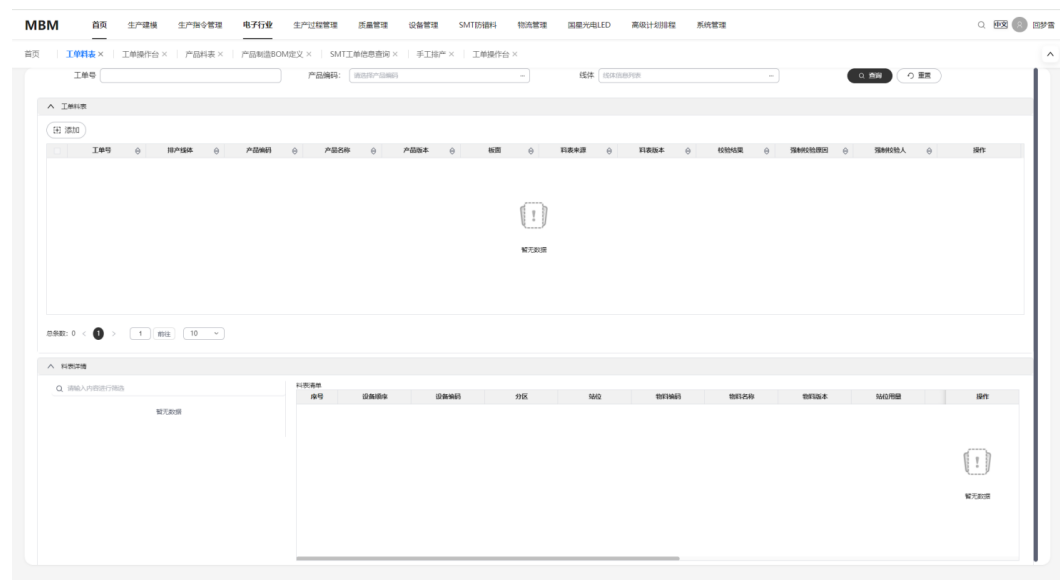 MBM 首页 生产建模 生产指令管理 电子行业 生产过程管理 质量管理 设备管理 SMT防错料 物流管理 国星光电LED 高级计划排程 系统管理 中文 回梦雪
首页 工单料表 × 工单操作台 × 产品料表 × 产品制造BOM定义 × SMT工单信息查询 × 手工排产 × 工单操作台 ×
工单号 产品编码： 请选择产品编码 线体 线体信息列表 查询 重置
工单料表
添加
工单号 排产线体 产品编码 产品名称 产品版本 板面 料表来源 料表版本 校验结果 强制校验原因 强制校验人 操作
暂无数据
总条数：0 < 1 > 1 前往 10
料表详情
请输入内容进行筛选
暂无数据
料表清单
序号 设备顺序 设备编码 分区 站位 物料编码 物料名称 物料版本 站位用量 操作
暂无数据